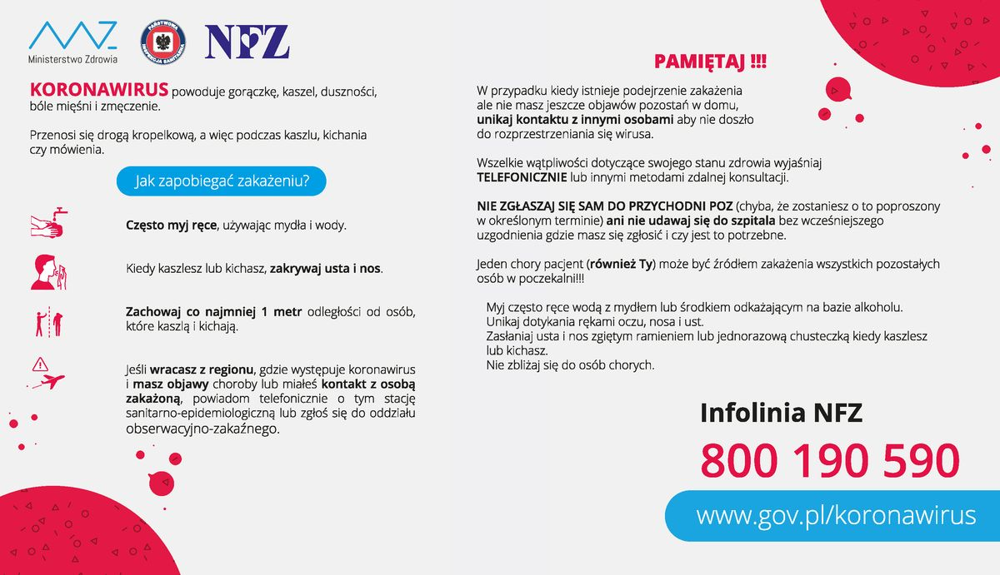 Ministerstwo Zdrowia
PAŃSTWOWA
INSPEKCJA SANITARNA
NFZ
KORONAWIRUS powoduje gorączkę, kaszel, duszności,
bóle mięśni i zmęczenie.
Przenosi się drogą kropelkową, a więc podczas kaszlu, kichania
czy mówienia.
Jak zapobiegać zakażeniu?
Często myj ręce, używając mydła i wody.
Kiedy kaszlesz lub kichasz, zakrywaj usta i nos.
Zachowaj co najmniej 1 metr odległości od osób,
które kaszlą i kichają.
Jeśli wracasz z regionu, gdzie występuje koronawirus
i masz objawy choroby lub miałeś kontakt z osobą
zakażoną, powiadom telefonicznie o tym stację
sanitarno-epidemiologiczną lub zgłoś się do oddziału
obserwacyjno-zakaźnego.
PAMIĘTAJ !!!
W przypadku kiedy istnieje podejrzenie zakażenia
ale nie masz jeszcze objawów pozostań w domu,
unikaj kontaktu z innymi osobami aby nie doszło
do rozprzestrzeniania się wirusa.
Wszelkie wątpliwości dotyczące swojego stanu zdrowia wyjaśniaj
TELEFONICZNIE lub innymi metodami zdalnej konsultacji.
NIE ZGŁASZAJ SIĘ SAM DO PRZYCHODNI POZ (chyba, że zostaniesz o to poproszony
w określonym terminie) ani nie udawaj się do szpitala bez wcześniejszego
uzgodnienia gdzie masz się zgłosić i czy jest to potrzebne.
Jeden chory pacjent (również Ty) może być źródłem zakażenia wszystkich pozostałych
osób w poczekalni!!!
Myj często ręce wodą z mydłem lub środkiem odkażającym na bazie alkoholu.
Unikaj dotykania rękami oczu, nosa i ust.
Zasłaniaj usta i nos zgiętym ramieniem lub jednorazową chusteczką kiedy kaszlesz
lub kichasz.
Nie zbliżaj się do osób chorych.
Infolinia NFZ
800 190 590
www.gov.pl/koronawirus